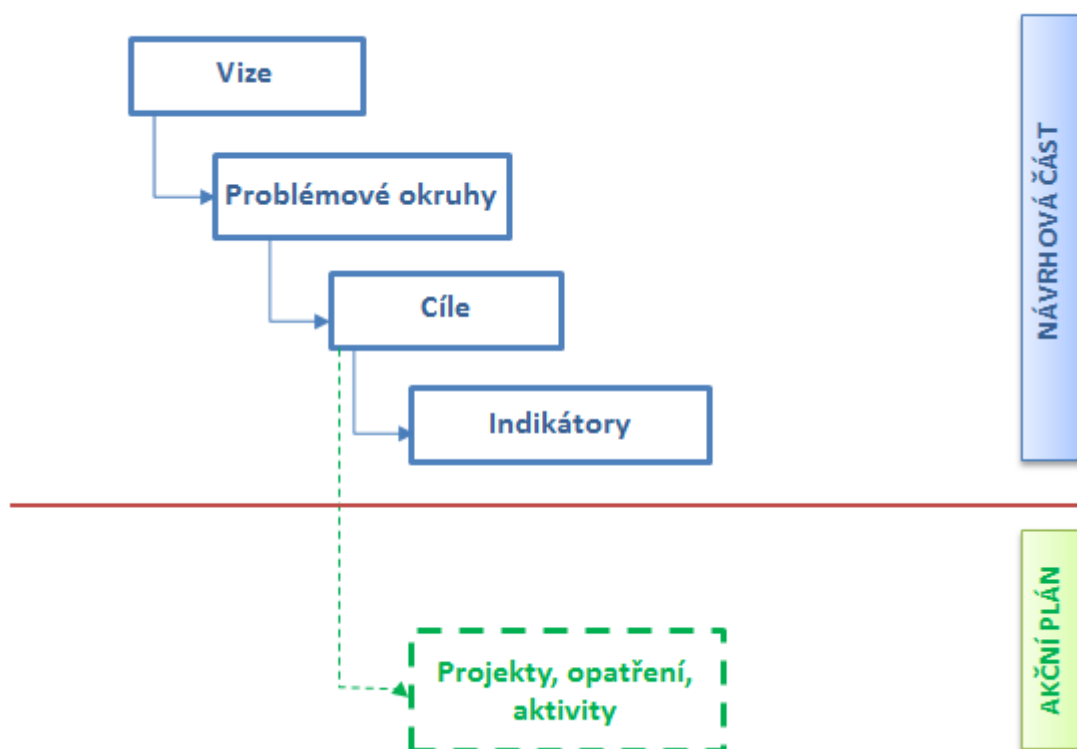 Vize
Problémové okruhy
Cíle
Indikátory
NÁVRHOVÁ ČÁST
Projekty, opatření,
aktivity
AKČNÍ PLÁN